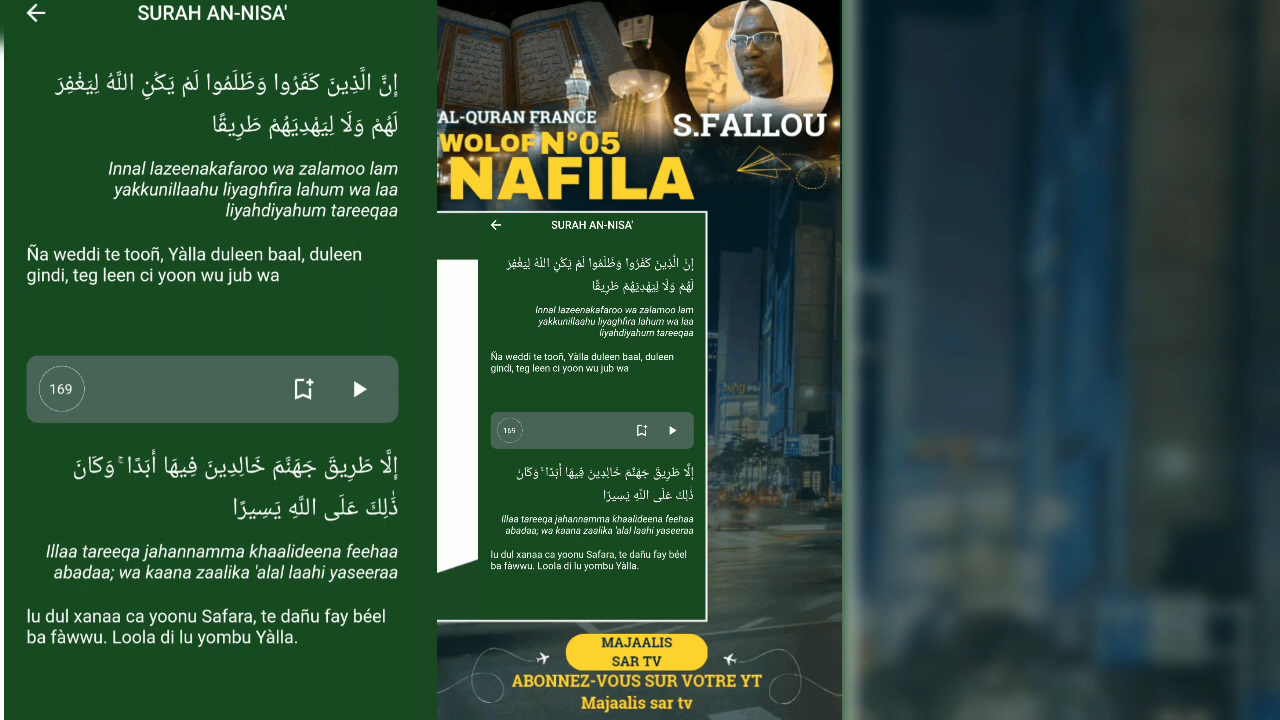 SURAH AN-NISA'
إِنَّ الَّذِينَ كَفَرُوا وَظَلَمُوا لَمْ يَكُنِ اللَّهُ لِيَغْفِرَ
لَهُمْ وَلَا لِيَهْدِيَهُمْ طَرِيقًا
Innal lazeenakafaroo wa zalamoo lam
yakkunillaahu liyaghfira lahum wa laa
liyahdiyahum tareeqaa
Ña weddi te tooñ, Yàlla duleen baal, duleen
gindi, teg leen ci yoon wu jub wa
169
إِلَّا طَرِيقَ جَهَنَّمَ خَالِدِينَ فِيهَا أَبَدًا ۚ وَكَانَ
ذَٰلِكَ عَلَى اللَّهِ يَسِيرًا
Illaa tareeqa jahannamma khaalideena feehaa
abadaa; wa kaana zaalika 'alal laahi yaseeraa
lu dul xanaa ca yoonu Safara, te dañu fay béel
ba fàwwu. Loola di lu yombu Yàlla.
AL-QURAN FRANCE
S.FALLOU
WOLOF N°05
NAFILA
SURAH AN-NISA'
إِنَّ الَّذِينَ كَفَرُوا وَظَلَمُوا لَمْ يَكُنِ اللَّهُ لِيَغْفِرَ
لَهُمْ وَلَا لِيَهْدِيَهُمْ طَرِيقًا
Innal lazeenakafaroo wa zalamoo lam
yakkunillaahu liyaghfira lahum wa laa
liyahdiyahum tareeqaa
Ña weddi te tooñ, Yàlla duleen baal, duleen
gindi, teg leen ci yoon wu jub wa
169
إِلَّا طَرِيقَ جَهَنَّمَ خَالِدِينَ فِيهَا أَبَدًا ۚ وَكَانَ
ذَٰلِكَ عَلَى اللَّهِ يَسِيرًا
Illaa tareeqa jahannamma khaalideena feehaa
abadaa; wa kaana zaalika 'alal laahi yaseeraa
lu dul xanaa ca yoonu Safara, te dañu fay béel
ba fàwwu. Loola di lu yombu Yàlla.
MAJAALIS
SAR TV
ABONNEZ-VOUS SUR VOTRE YT
Majaalis sar tv